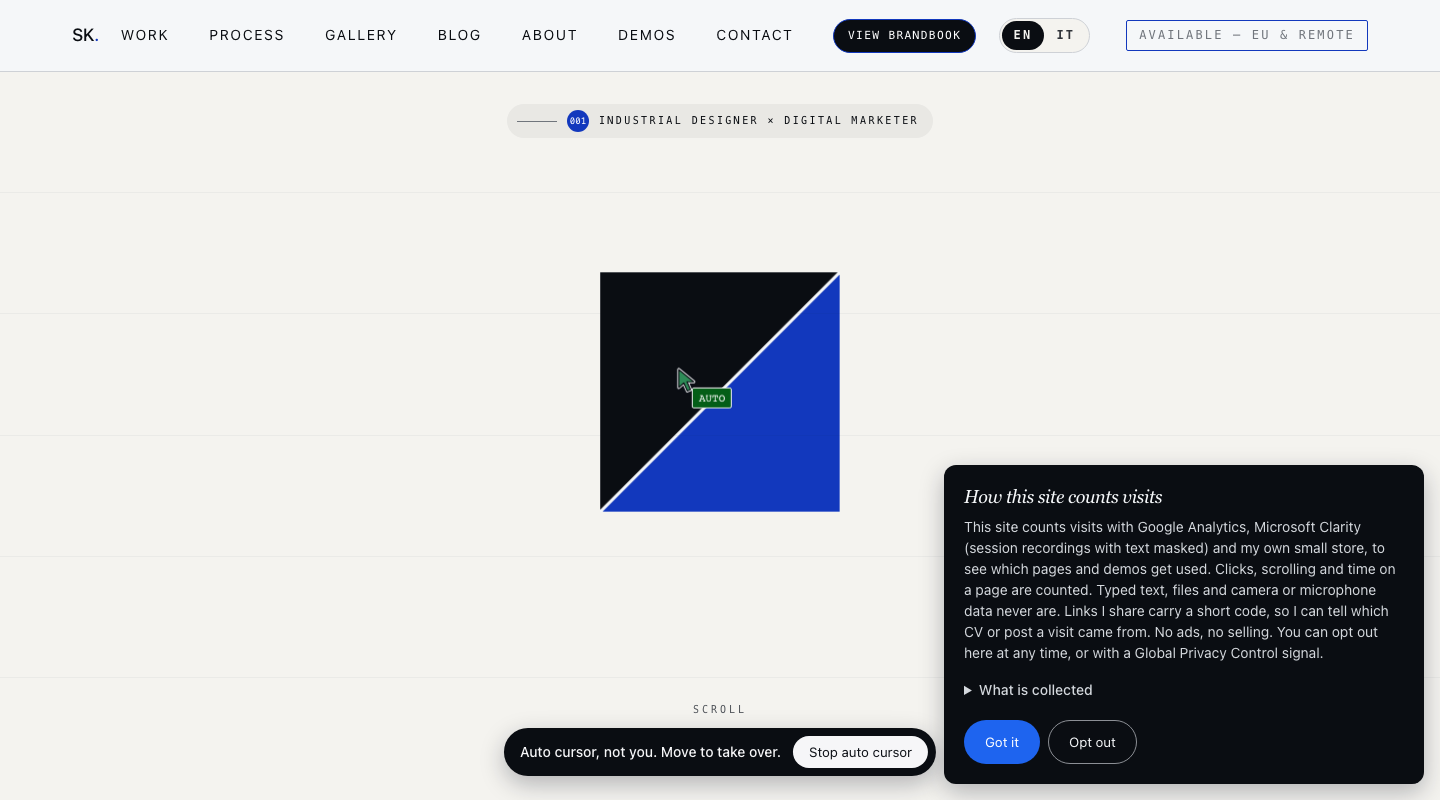 SK. WORK PROCESS GALLERY BLOG ABOUT DEMOS CONTACT VIEW BRANDBOOK EN IT AVAILABLE — EU & REMOTE
001 INDUSTRIAL DESIGNER × DIGITAL MARKETER
AUTO
How this site counts visits
This site counts visits with Google Analytics, Microsoft Clarity
(session recordings with text masked) and my own small store, to
see which pages and demos get used. Clicks, scrolling and time on
a page are counted. Typed text, files and camera or microphone
data never are. Links I share carry a short code, so I can tell which
CV or post a visit came from. No ads, no selling. You can opt out
here at any time, or with a Global Privacy Control signal.
What is collected
Got it Opt out
SCROLL
Auto cursor, not you. Move to take over. Stop auto cursor